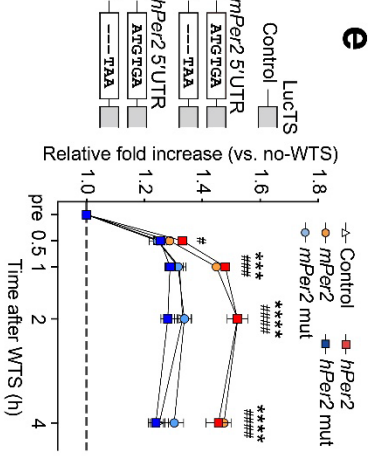 e
LucTS
Control
mPer2 5'UTR
ATGTGA
---TAA
hPer2 5'UTR
ATGTGA
---TAA
Control
mPer2
mPer2 mut
hPer2
hPer2 mut
Relative fold increase (vs. no-WTS)
1.8
1.6
1.4
1.2
1.0
#
***
###
****
####
****
####
pre
0.5
1
2
4
Time after WTS (h)